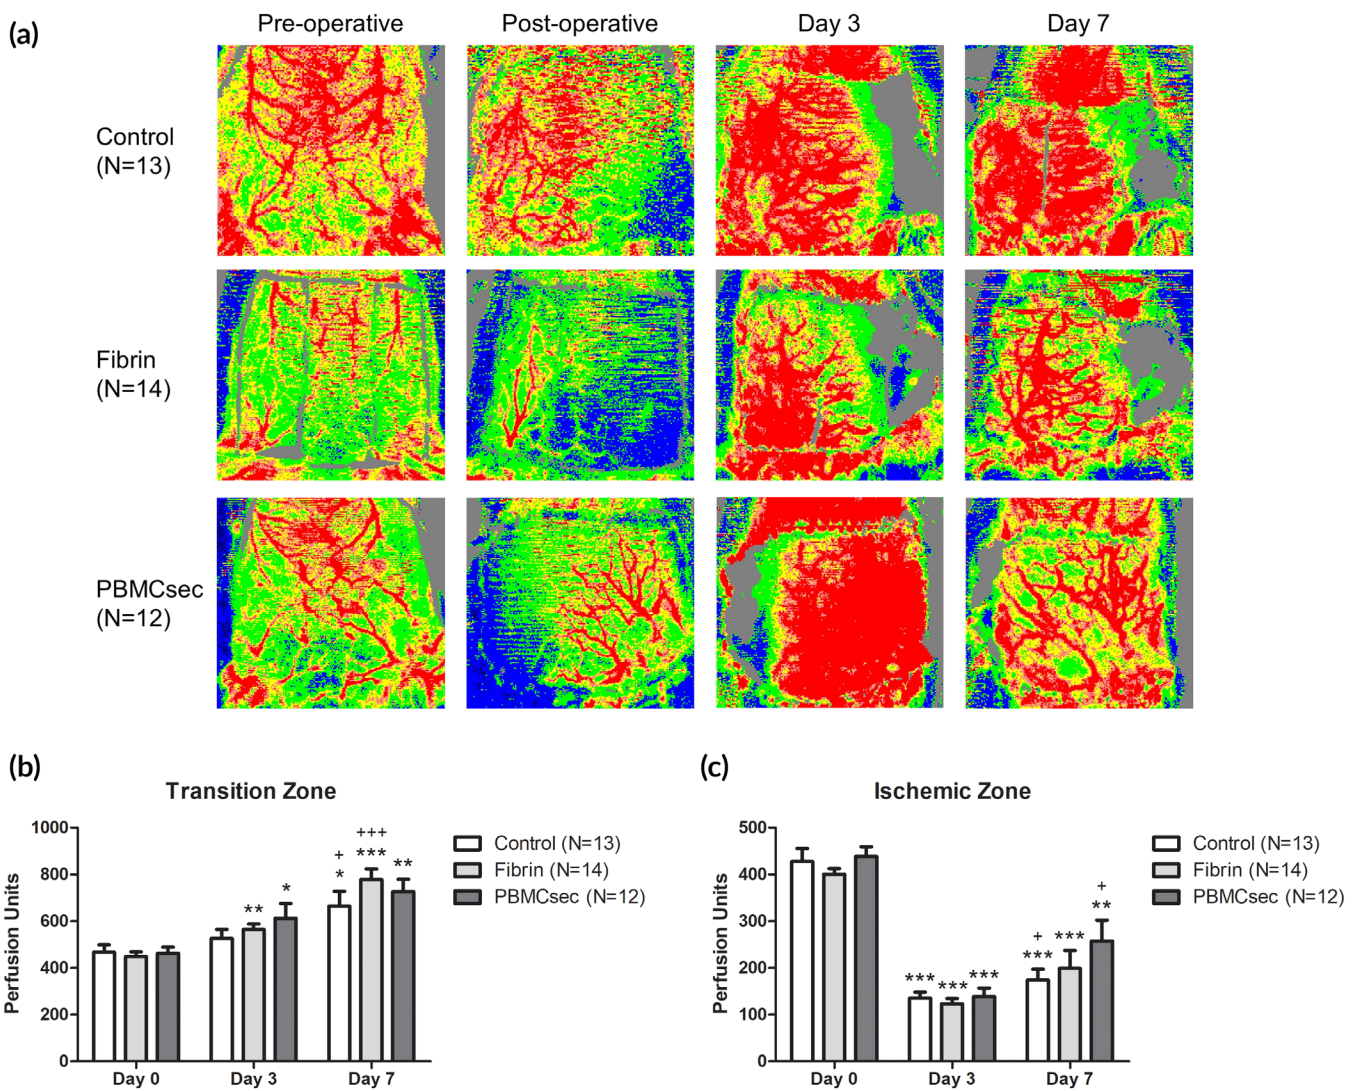 (a)
Pre-operative Post-operative Day 3 Day 7
Control
(N=13)
Fibrin
(N=14)
PBMCsec
(N=12)
(b)
Transition Zone
Perfusion Units
1000
800
600
400
200
0
+
*
+++
***
**
**
*
Day 0 Day 3 Day 7
Control (N=13)
Fibrin (N=14)
PBMCsec (N=12)
(c)
Ischemic Zone
Perfusion Units
500
400
300
200
100
0
***
***
***
+
***
***
+
**
Day 0 Day 3 Day 7
Control (N=13)
Fibrin (N=14)
PBMCsec (N=12)